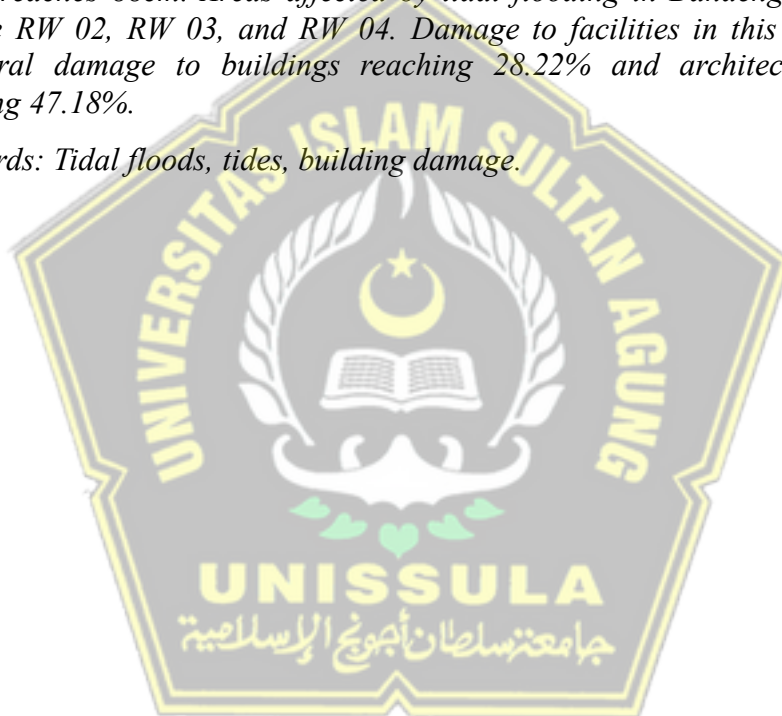 reaches Areas affected by tidal flooding in Bandeng
e RW 02, RW 03, and RW 04. Damage to facilities in this
ral damage to buildings reaching 28.22% and architec
ng 47.18%.
rds: Tidal floods, tides, building damage.
UNIVERSITAS ISLAM SULTAN AGUNG
UNISSULA
جامعة سلطان أجونج الإسلامية